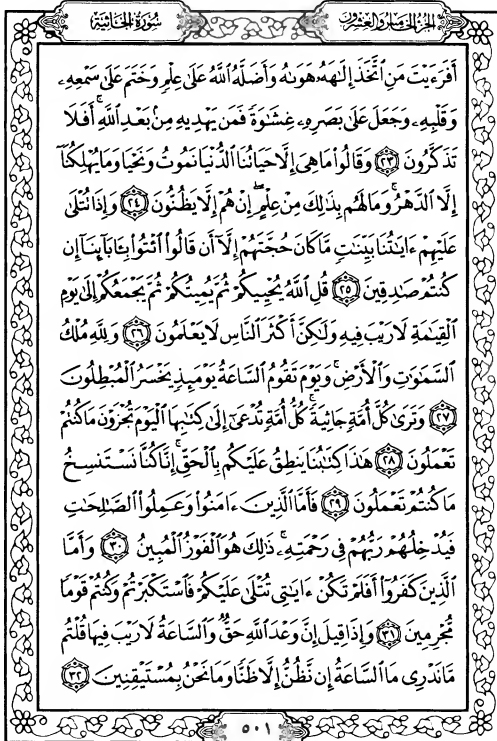 الجزء الخامس والعشرون
سورة الجاثية
أَفَرَءَيْتَ مَنِ ٱتَّخَذَ إِلَـٰهَهُۥ هَوَىٰهُ وَأَضَلَّهُ ٱللَّهُ عَلَىٰ عِلْمٍ وَخَتَمَ عَلَىٰ سَمْعِهِۦ
وَقَلْبِهِۦ وَجَعَلَ عَلَىٰ بَصَرِهِۦ غِشَـٰوَةً فَمَن يَهْدِيهِ مِنۢ بَعْدِ ٱللَّهِ ۚ أَفَلَا
تَذَكَّرُونَ ﴿٢٣﴾ وَقَالُوا۟ مَا هِىَ إِلَّا حَيَاتُنَا ٱلدُّنْيَا نَمُوتُ وَنَحْيَا وَمَا يُهْلِكُنَآ
إِلَّا ٱلدَّهْرُ ۚ وَمَا لَهُم بِذَٰلِكَ مِنْ عِلْمٍ ۖ إِنْ هُمْ إِلَّا يَظُنُّونَ ﴿٢٤﴾ وَإِذَا تُتْلَىٰ
عَلَيْهِمْ ءَايَـٰتُنَا بَيِّنَـٰتٍ مَّا كَانَ حُجَّتَهُمْ إِلَّآ أَن قَالُوا۟ ٱئْتُوا۟ بِـَٔابَآئِنَآ إِن
كُنتُمْ صَـٰدِقِينَ ﴿٢٥﴾ قُلِ ٱللَّهُ يُحْيِيكُمْ ثُمَّ يُمِيتُكُمْ ثُمَّ يَجْمَعُكُمْ إِلَىٰ يَوْمِ
ٱلْقِيَـٰمَةِ لَا رَيْبَ فِيهِ وَلَـٰكِنَّ أَكْثَرَ ٱلنَّاسِ لَا يَعْلَمُونَ ﴿٢٦﴾ وَلِلَّهِ مُلْكُ
ٱلسَّمَـٰوَٰتِ وَٱلْأَرْضِ ۚ وَيَوْمَ تَقُومُ ٱلسَّاعَةُ يَوْمَئِذٍ يَخْسَرُ ٱلْمُبْطِلُونَ
﴿٢٧﴾ وَتَرَىٰ كُلَّ أُمَّةٍ جَاثِيَةً ۚ كُلُّ أُمَّةٍ تُدْعَىٰٓ إِلَىٰ كِتَـٰبِهَا ٱلْيَوْمَ تُجْزَوْنَ مَا كُنتُمْ
تَعْمَلُونَ ﴿٢٨﴾ هَـٰذَا كِتَـٰبُنَا يَنطِقُ عَلَيْكُم بِٱلْحَقِّ ۚ إِنَّا كُنَّا نَسْتَنسِخُ
مَا كُنتُمْ تَعْمَلُونَ ﴿٢٩﴾ فَأَمَّا ٱلَّذِينَ ءَامَنُوا۟ وَعَمِلُوا۟ ٱلصَّـٰلِحَـٰتِ
فَيُدْخِلُهُمْ رَبُّهُمْ فِى رَحْمَتِهِۦ ۚ ذَٰلِكَ هُوَ ٱلْفَوْزُ ٱلْمُبِينُ ﴿٣٠﴾ وَأَمَّا
ٱلَّذِينَ كَفَرُوٓا۟ أَفَلَمْ تَكُنْ ءَايَـٰتِى تُتْلَىٰ عَلَيْكُمْ فَٱسْتَكْبَرْتُمْ وَكُنتُمْ قَوْمًا
مُّجْرِمِينَ ﴿٣١﴾ وَإِذَا قِيلَ إِنَّ وَعْدَ ٱللَّهِ حَقٌّ وَٱلسَّاعَةُ لَا رَيْبَ فِيهَا قُلْتُم
مَّا نَدْرِى مَا ٱلسَّاعَةُ إِن نَّظُنُّ إِلَّا ظَنًّا وَمَا نَحْنُ بِمُسْتَيْقِنِينَ ﴿٣٢﴾
٥٠١